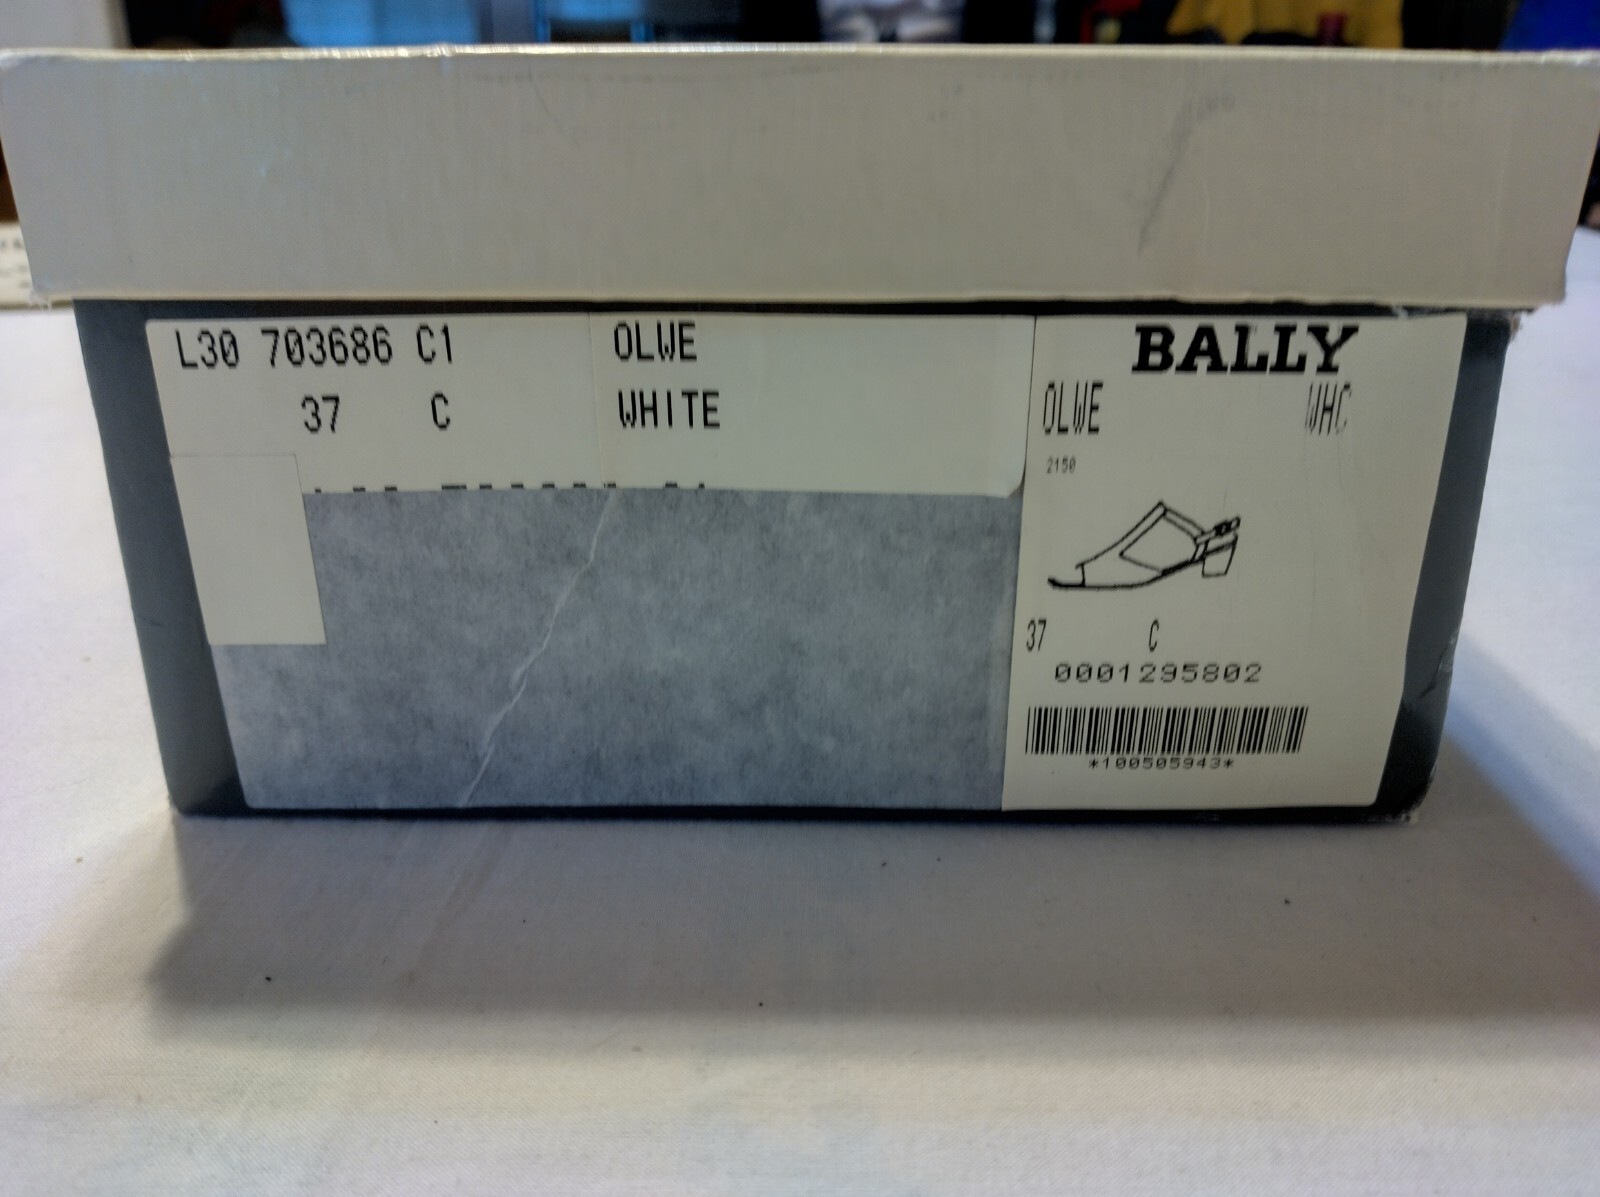 L30 703686 C1 OLWE
37 C WHITE
BALLY
OLWE WHC
2150
37 C
0001295802
*100505943*